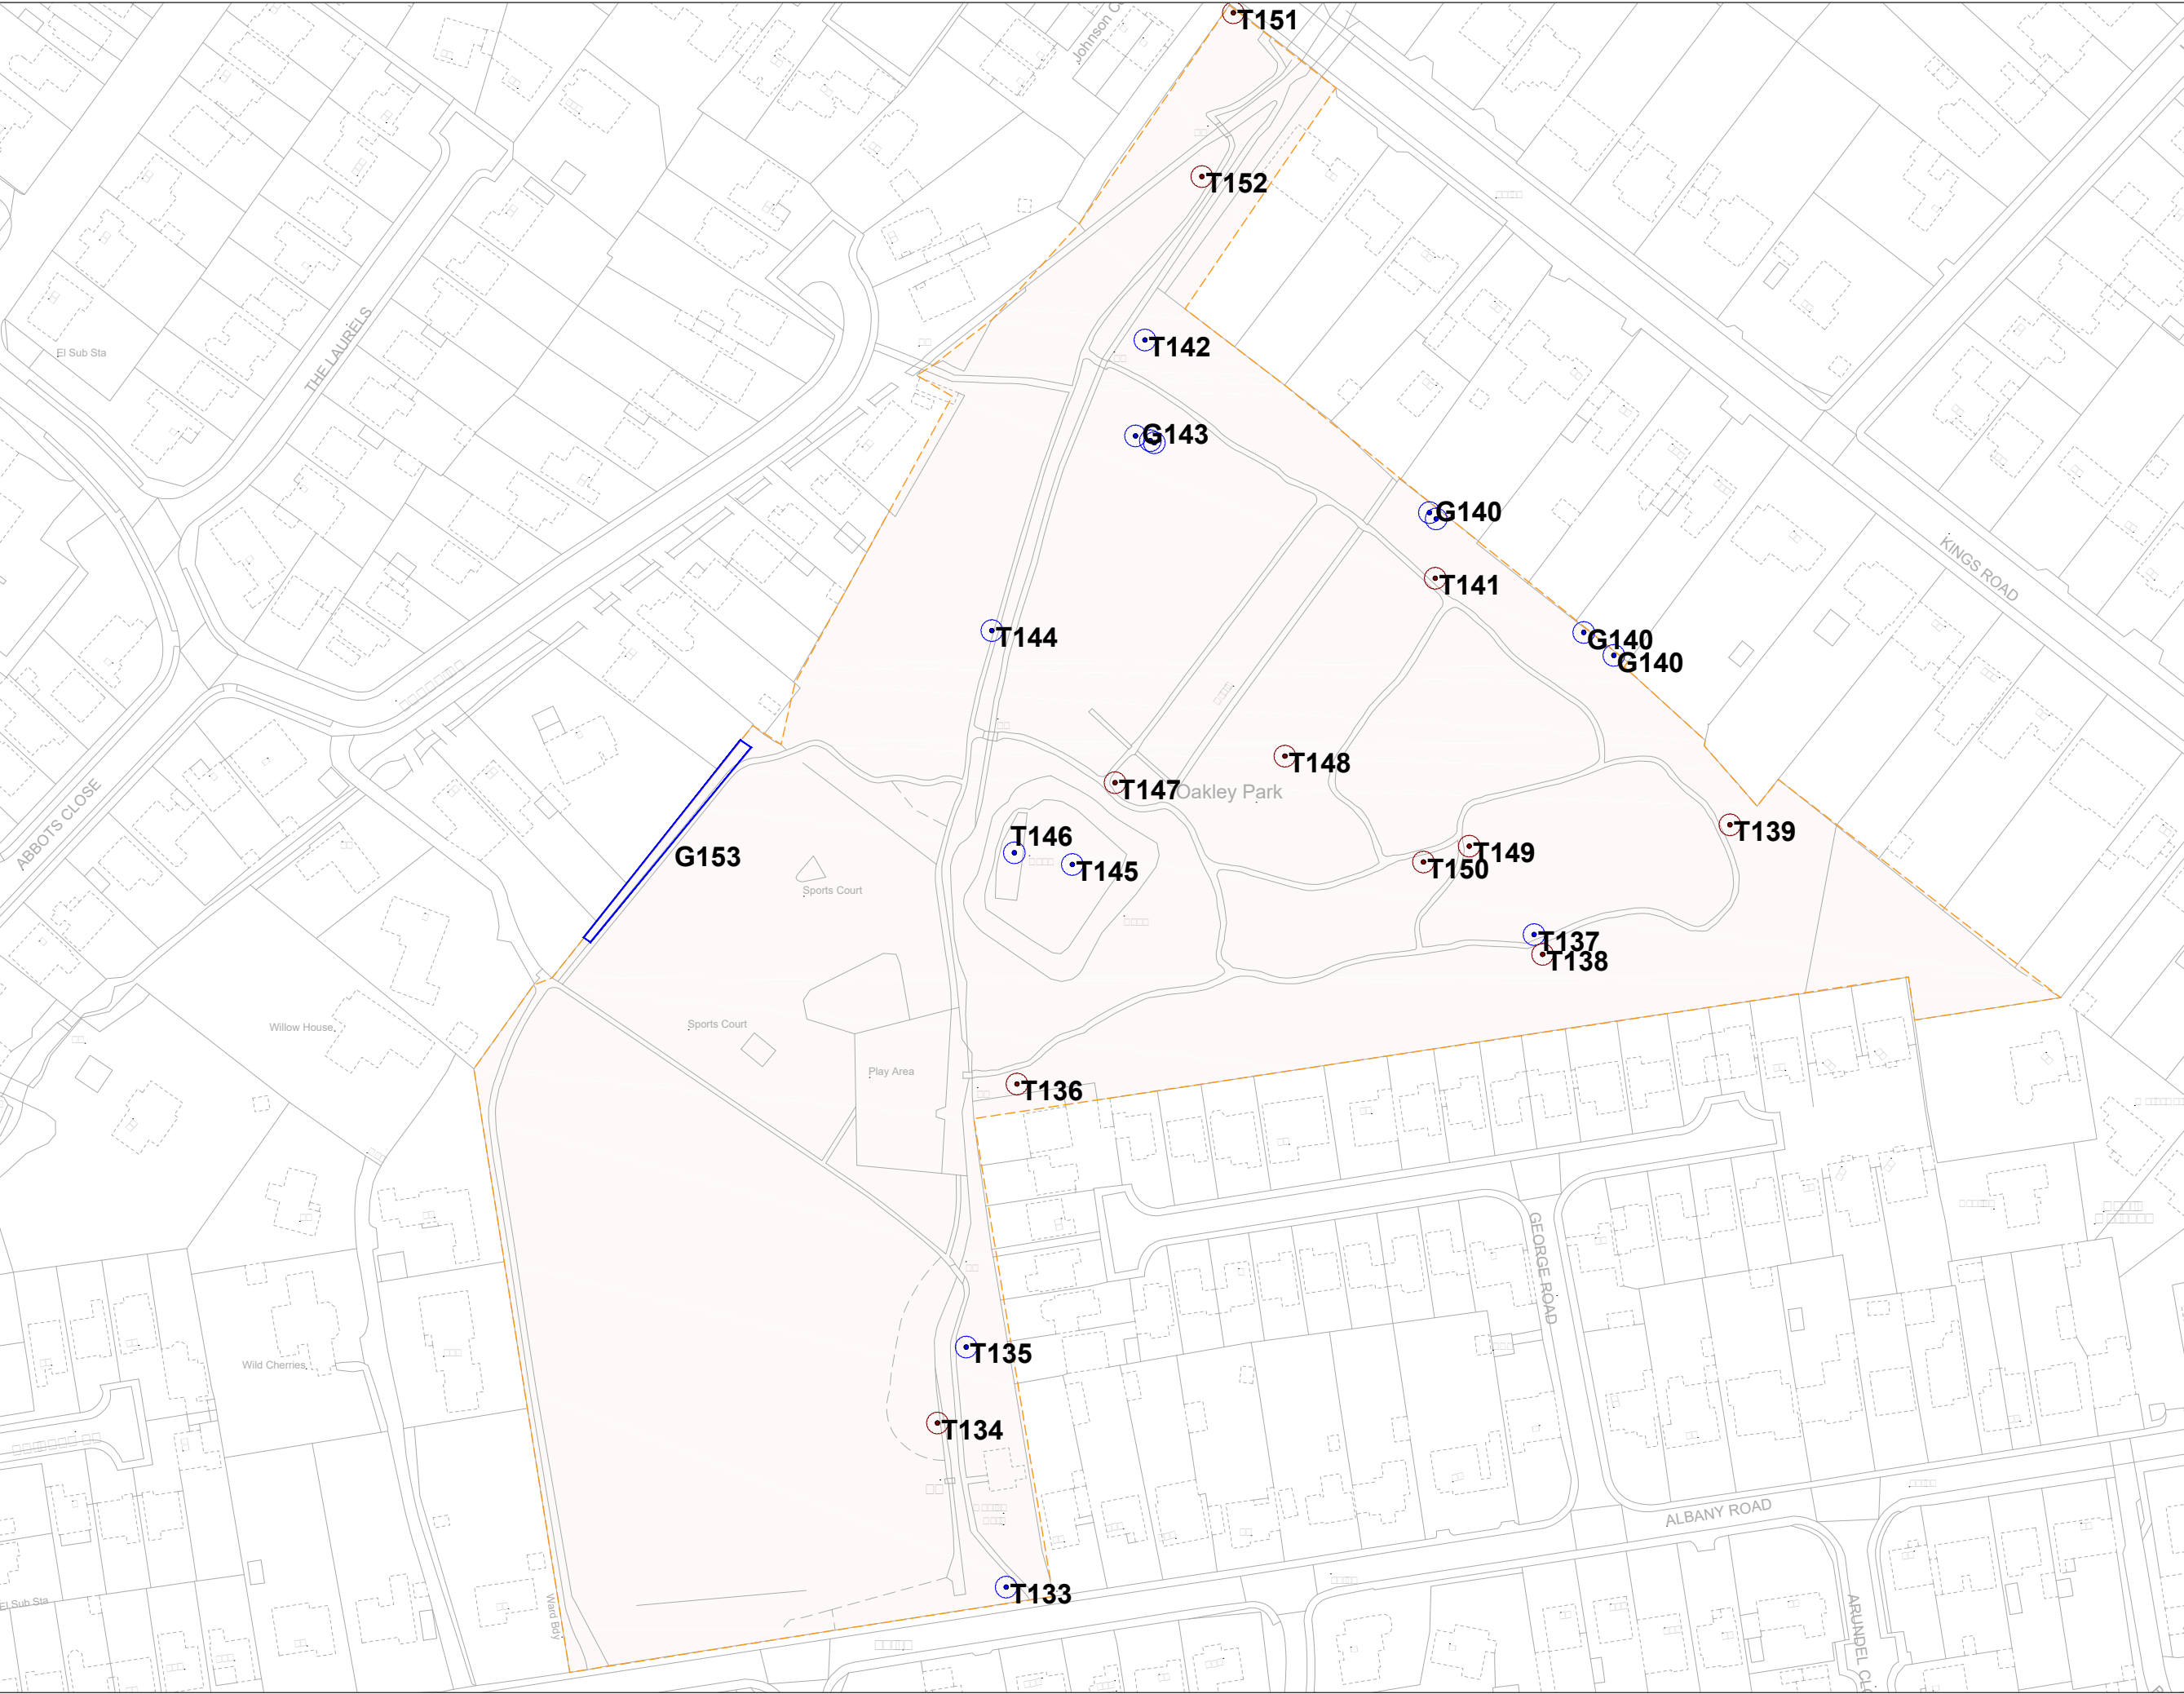 T151
Johnson C
T152
T142
El Sub Sta
THE LAURELS
G143
G140
KINGS ROAD
T141
T144
G140
G140
T148
T147
Oakley Park
ABBOTS CLOSE
T139
T146
T149
G153
T145
T150
Sports Court
T137
T138
Willow House
Sports Court
Play Area
T136
GEORGE ROAD
T135
Wild Cherries
T134
ALBANY ROAD
T133
El Sub Sta
Ward Bdy
ARUNDEL CLO